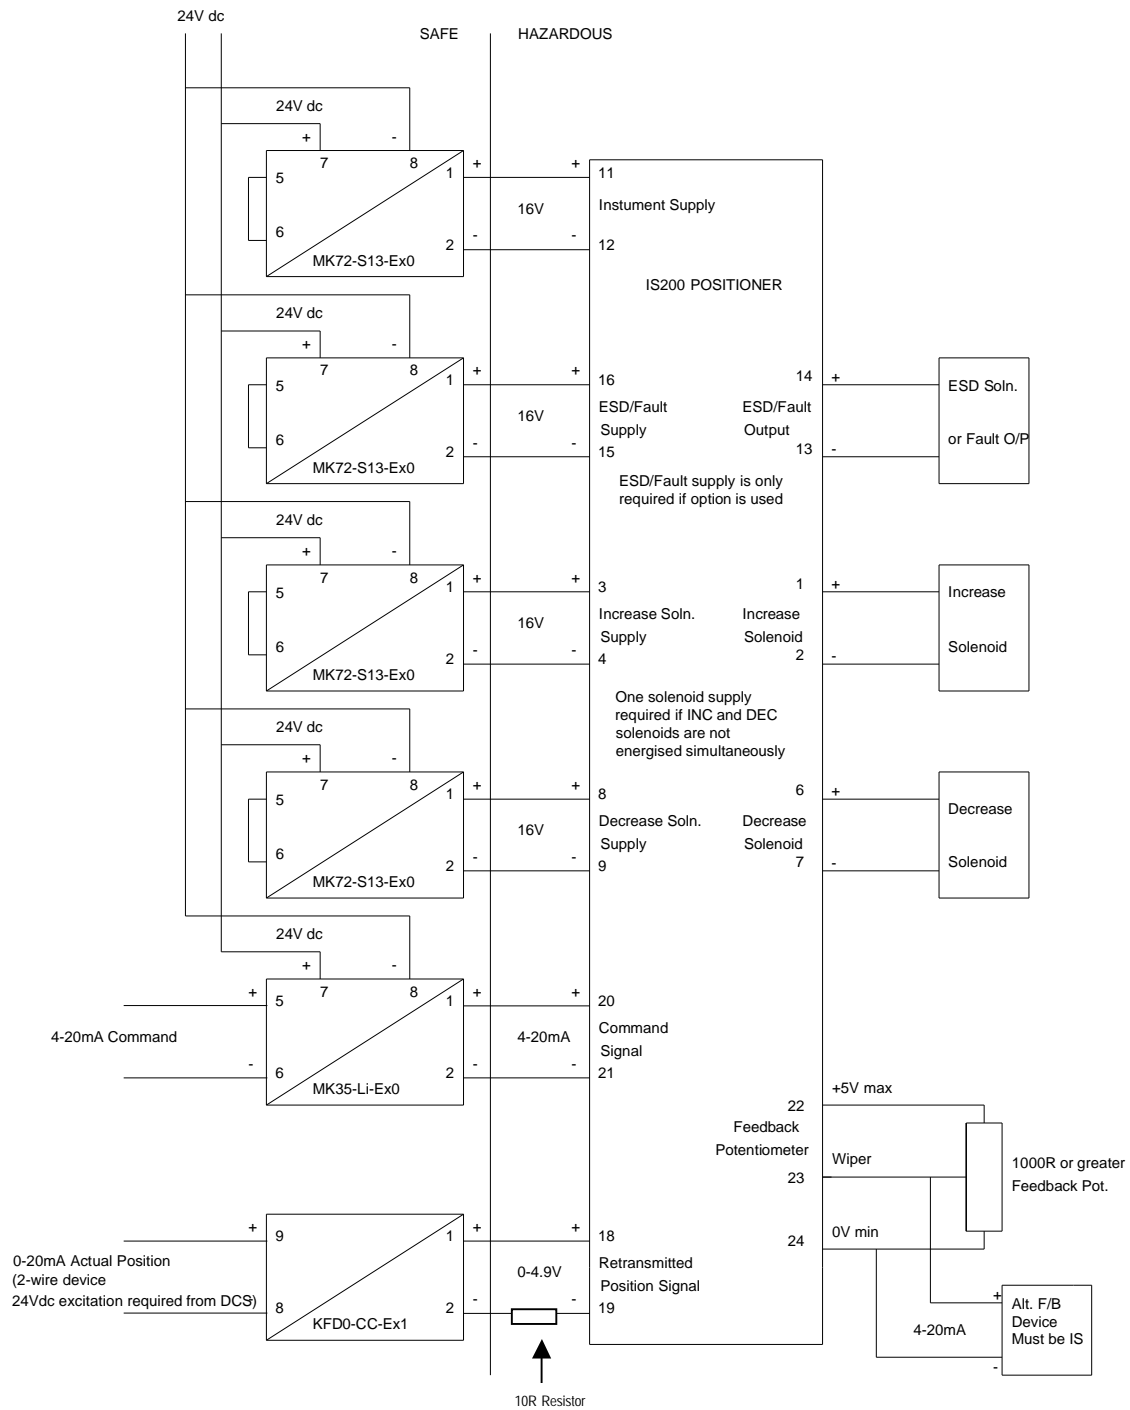 24V dc
SAFE
HAZARDOUS
24V dc
+
-
7
8
5
6
1
2
MK72-S13-Ex0
+
-
16V
+
-
11
Instument Supply
12
IS200 POSITIONER
24V dc
+
-
7
8
5
6
1
2
MK72-S13-Ex0
+
-
16V
+
-
16
ESD/Fault
Supply
15
14
ESD/Fault
Output
13
+
-
ESD Soln.
or Fault O/P
ESD/Fault supply is only
required if option is used
24V dc
+
-
7
8
5
6
1
2
MK72-S13-Ex0
+
-
16V
+
-
3
Increase Soln.
Supply
4
1
Increase
Solenoid
2
+
-
Increase
Solenoid
One solenoid supply
required if INC and DEC
solenoids are not
energised simultaneously
24V dc
+
-
7
8
5
6
1
2
MK72-S13-Ex0
+
-
16V
+
-
8
Decrease Soln.
Supply
9
6
Decrease
Solenoid
7
+
-
Decrease
Solenoid
24V dc
+
-
7
8
+
4-20mA Command
-
5
6
1
2
MK35-Li-Ex0
+
-
4-20mA
+
-
20
Command
Signal
21
22
Feedback
Potentiometer
23
24
+5V max
Wiper
0V min
1000R or greater
Feedback Pot.
+
0-20mA Actual Position
(2-wire device
24Vdc excitation required from DCS)
-
9
8
1
2
KFD0-CC-Ex1
+
-
0-4.9V
+
-
18
Retransmitted
Position Signal
19
4-20mA
+
-
Alt. F/B
Device
Must be IS
10R Resistor